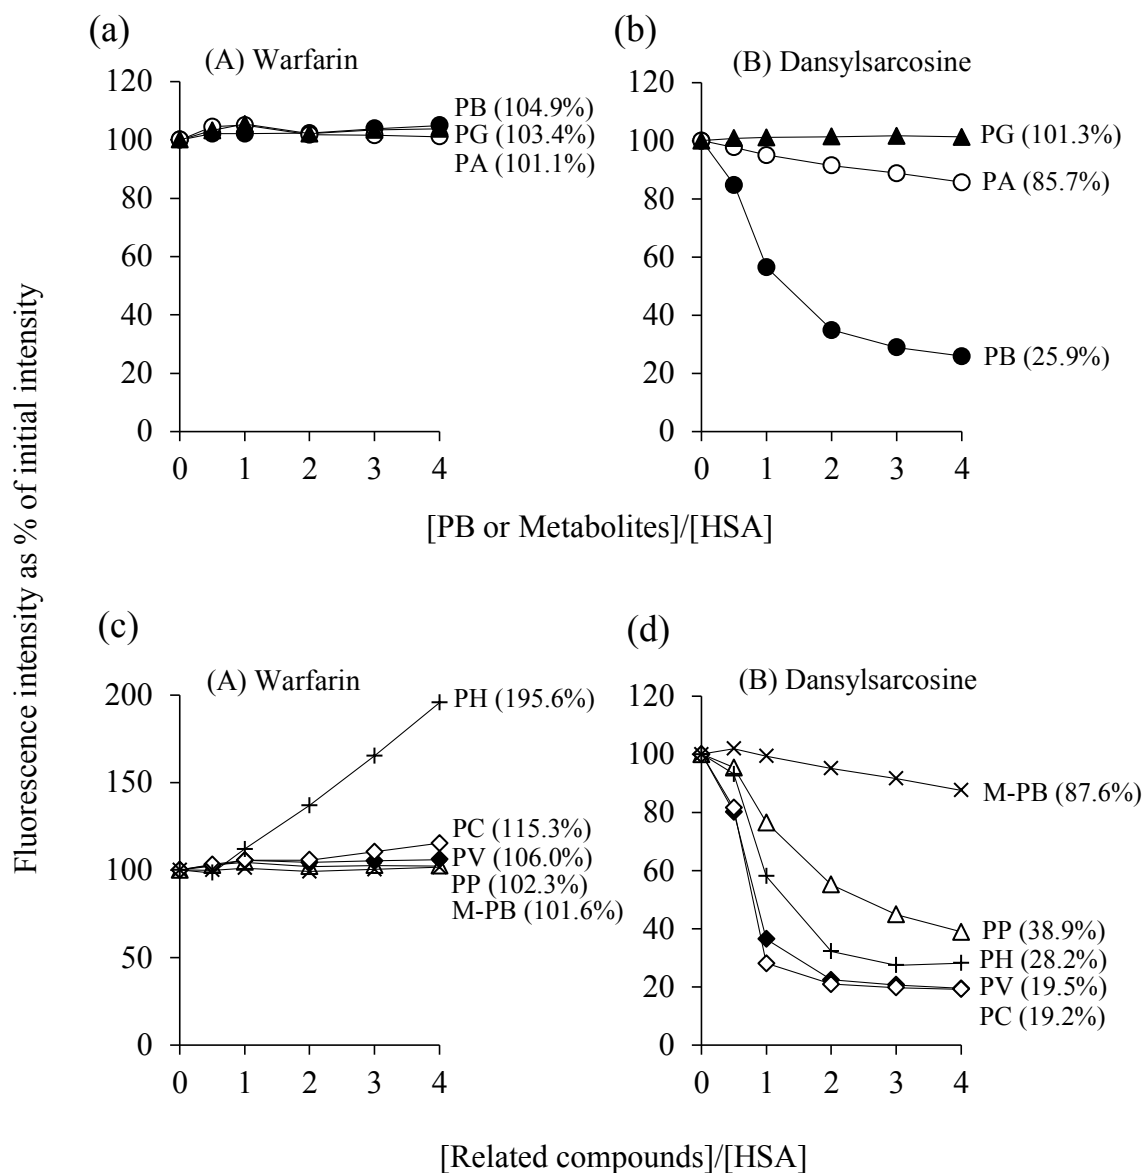 (a)
(b)
(A) Warfarin
(B) Dansylsarcosine
120
100
80
60
40
20
0
0 1 2 3 4
PB (104.9%)
PG (103.4%)
PA (101.1%)
120
100
80
60
40
20
0
0 1 2 3 4
PG (101.3%)
PA (85.7%)
PB (25.9%)
[PB or Metabolites]/[HSA]
Fluorescence intensity as % of initial intensity
(c)
(d)
(A) Warfarin
(B) Dansylsarcosine
200
150
100
50
0
0 1 2 3 4
PH (195.6%)
PC (115.3%)
PV (106.0%)
PP (102.3%)
M-PB (101.6%)
120
100
80
60
40
20
0
0 1 2 3 4
M-PB (87.6%)
PP (38.9%)
PH (28.2%)
PV (19.5%)
PC (19.2%)
[Related compounds]/[HSA]